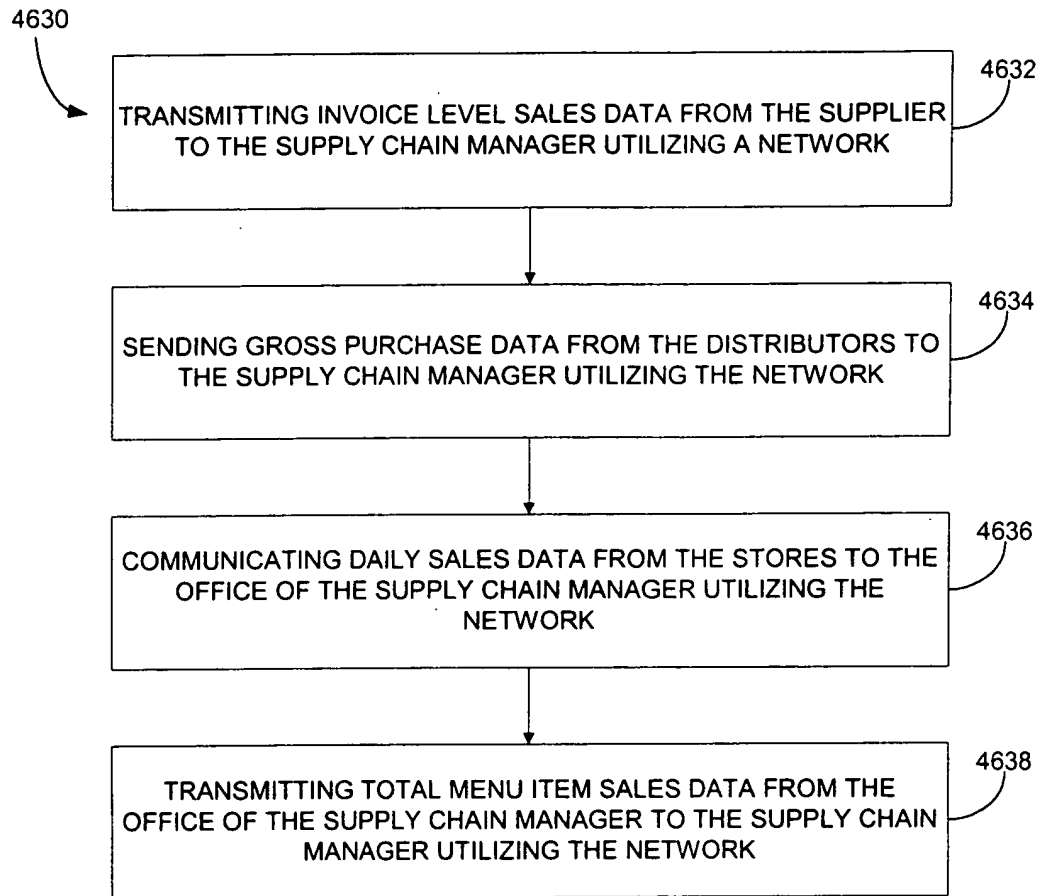 4630
4632
TRANSMITTING INVOICE LEVEL SALES DATA FROM THE SUPPLIER
TO THE SUPPLY CHAIN MANAGER UTILIZING A NETWORK
4634
SENDING GROSS PURCHASE DATA FROM THE DISTRIBUTORS TO
THE SUPPLY CHAIN MANAGER UTILIZING THE NETWORK
4636
COMMUNICATING DAILY SALES DATA FROM THE STORES TO THE
OFFICE OF THE SUPPLY CHAIN MANAGER UTILIZING THE
NETWORK
4638
TRANSMITTING TOTAL MENU ITEM SALES DATA FROM THE
OFFICE OF THE SUPPLY CHAIN MANAGER TO THE SUPPLY CHAIN
MANAGER UTILIZING THE NETWORK